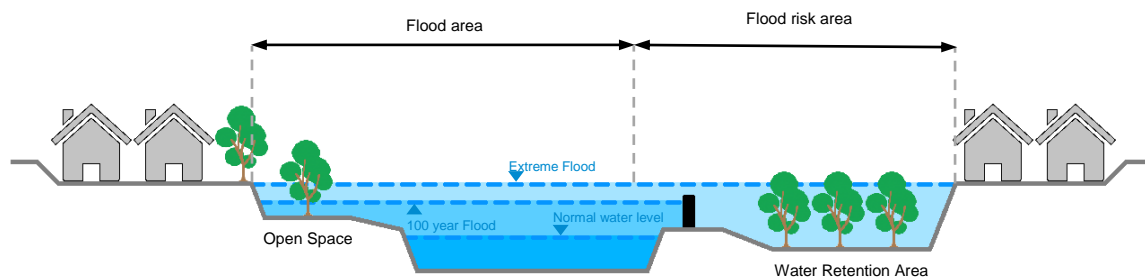 Flood area
Flood risk area
Extreme Flood
100 year Flood
Normal water level
Open Space
Water Retention Area